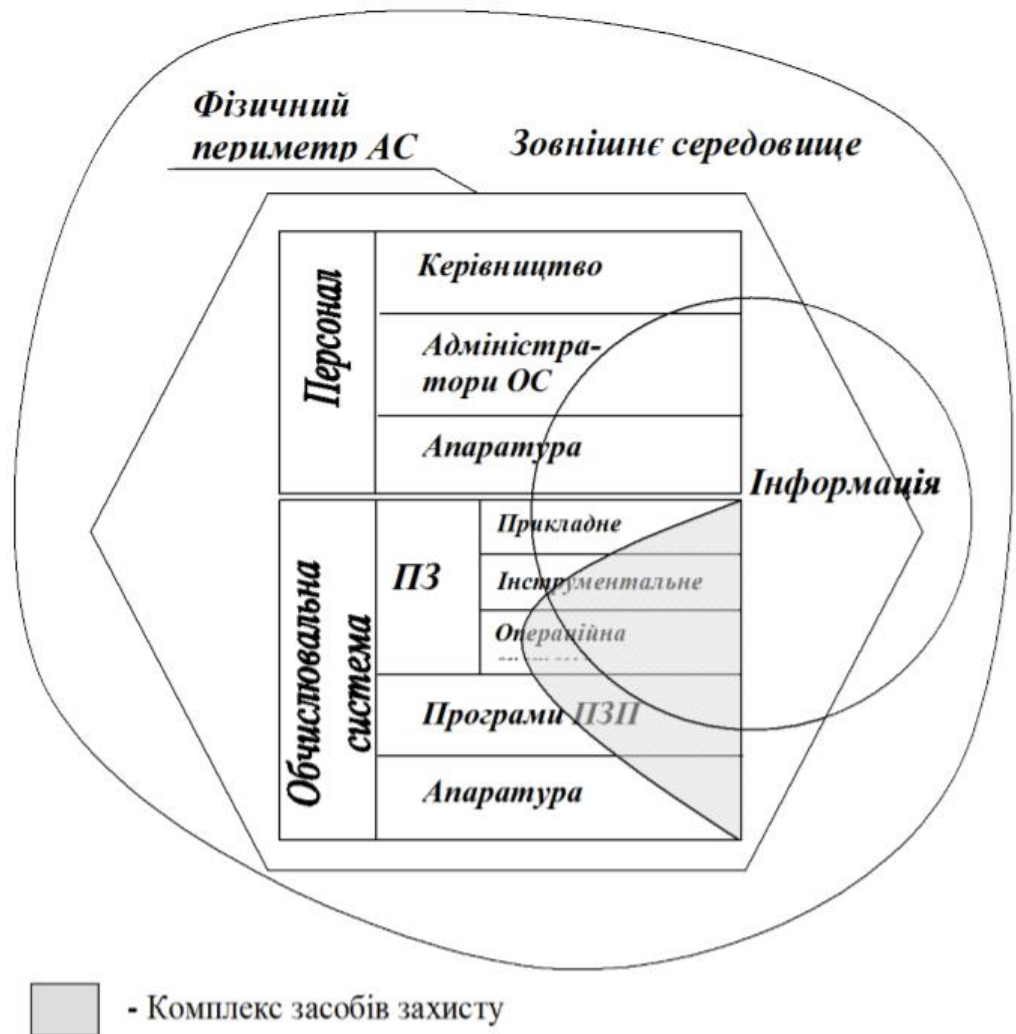 Фізичний
периметр АС
Зовнішнє середовище
Персонал
Керівництво
Адміністра-
тори ОС
Апаратура
Інформація
Обчислювальна
система
ПЗ
Прикладне
Інструментальне
Операційна
Програми ПЗП
Апаратура
- Комплекс засобів захисту